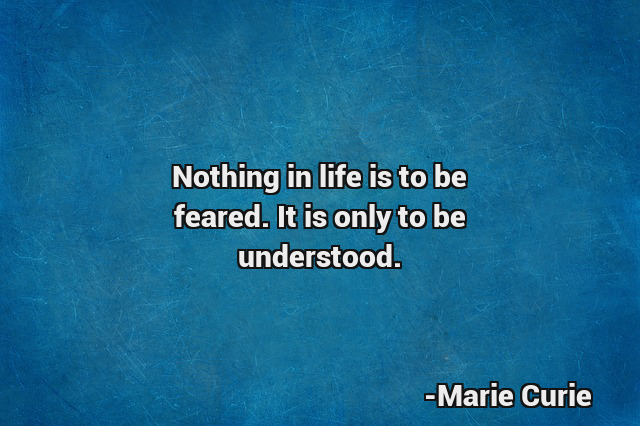 Nothing in life is to be
feared. It is only to be
understood.
-Marie Curie